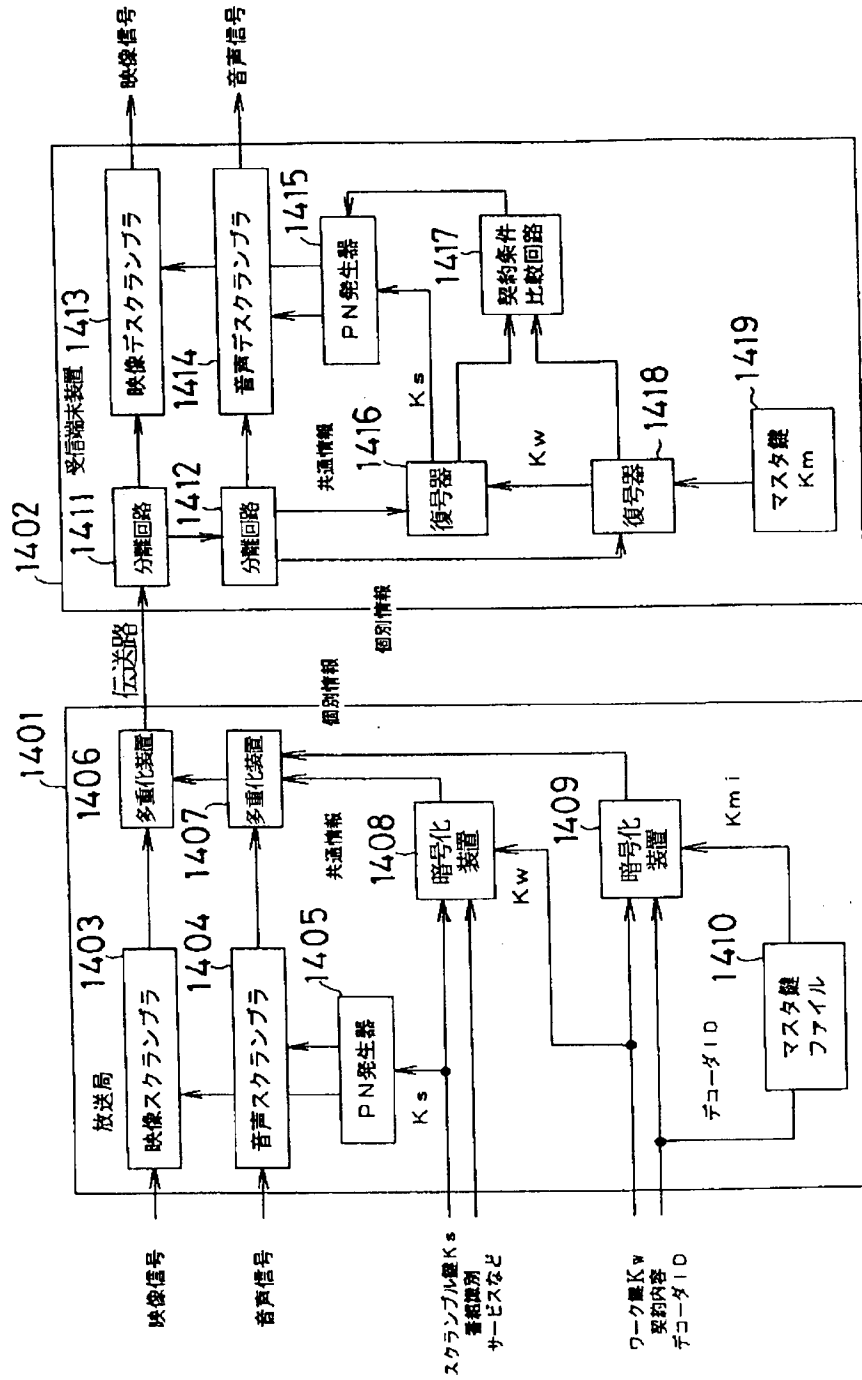 映像信号
音声信号
スクランブル鍵Ks
番組識別
サービスなど
ワーク鍵Kw
契約内容
デコーダID
1401
放送局
1403
映像スクランブラ
1404
音声スクランブラ
1405
PN発生器
Ks
1406
多重化装置
1407
多重化装置
共通情報
個別情報
1408
暗号化
装置
Kw
1409
暗号化
装置
Kmi
デコーダID
1410
マスタ鍵
ファイル
伝送路
個別情報
1402
受信端末装置
1411
分離回路
1412
分離回路
1413
映像デスクランブラ
1414
音声デスクランブラ
1415
PN発生器
共通情報
Ks
1416
復号器
1417
契約条件
比較回路
Kw
1418
復号器
1419
マスタ鍵
Km
映像信号
音声信号